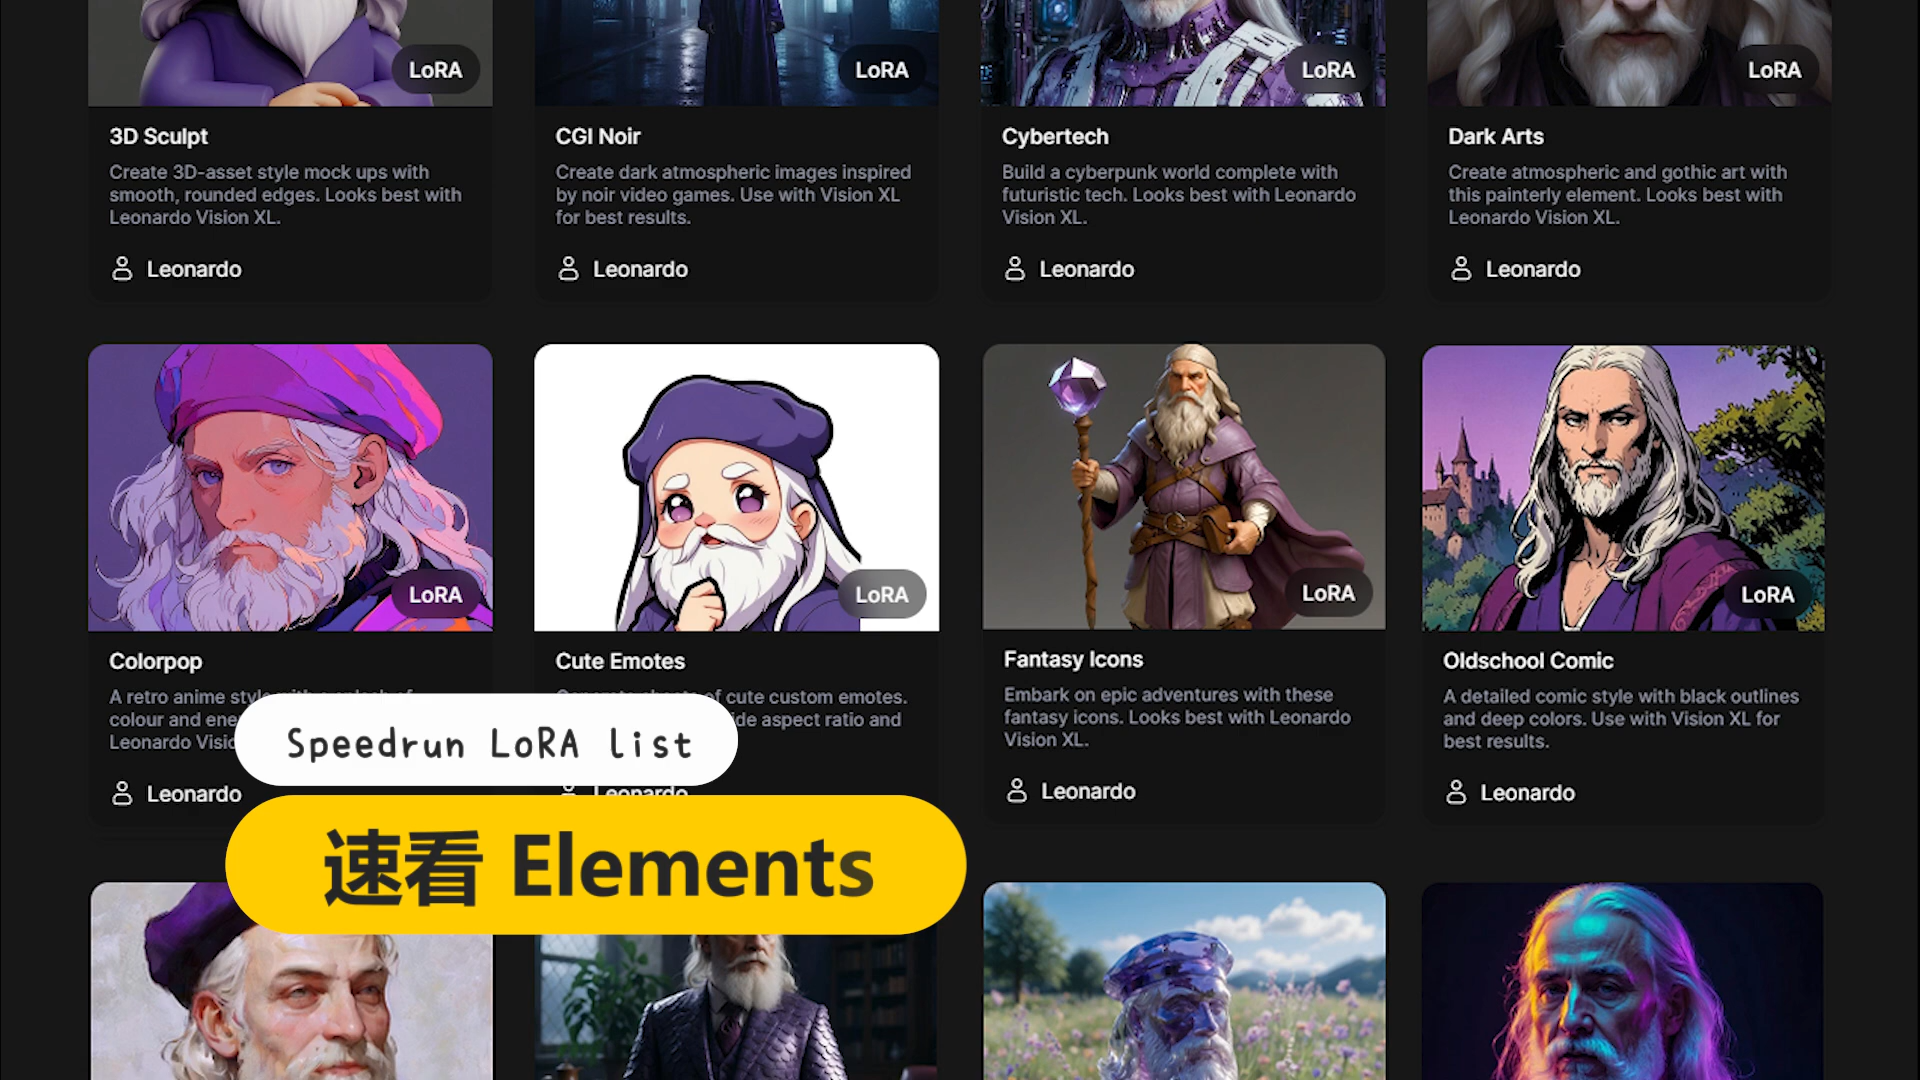 LoRA
LoRA
LoRA
LoRA
3D Sculpt
Create 3D-asset style mock ups with
smooth, rounded edges. Looks best with
Leonardo Vision XL.
Leonardo
CGI Noir
Create dark atmospheric images inspired
by noir video games. Use with Vision XL
for best results.
Leonardo
Cybertech
Build a cyberpunk world complete with
futuristic tech. Looks best with Leonardo
Vision XL.
Leonardo
Dark Arts
Create atmospheric and gothic art with
this painterly element. Looks best with
Leonardo Vision XL.
Leonardo
LoRA
LoRA
LoRA
LoRA
Colorpop
A retro anime style
colour and
Leonardo
Leonardo
Cute Emotes
of cute custom emotes.
aspect ratio and
Leonardo
Fantasy Icons
Embark on epic adventures with these
fantasy icons. Looks best with Leonardo
Vision XL.
Leonardo
Oldschool Comic
A detailed comic style with black outlines
and deep colors. Use with Vision XL for
best results.
Leonardo
Speedrun LoRA list
速看 Elements